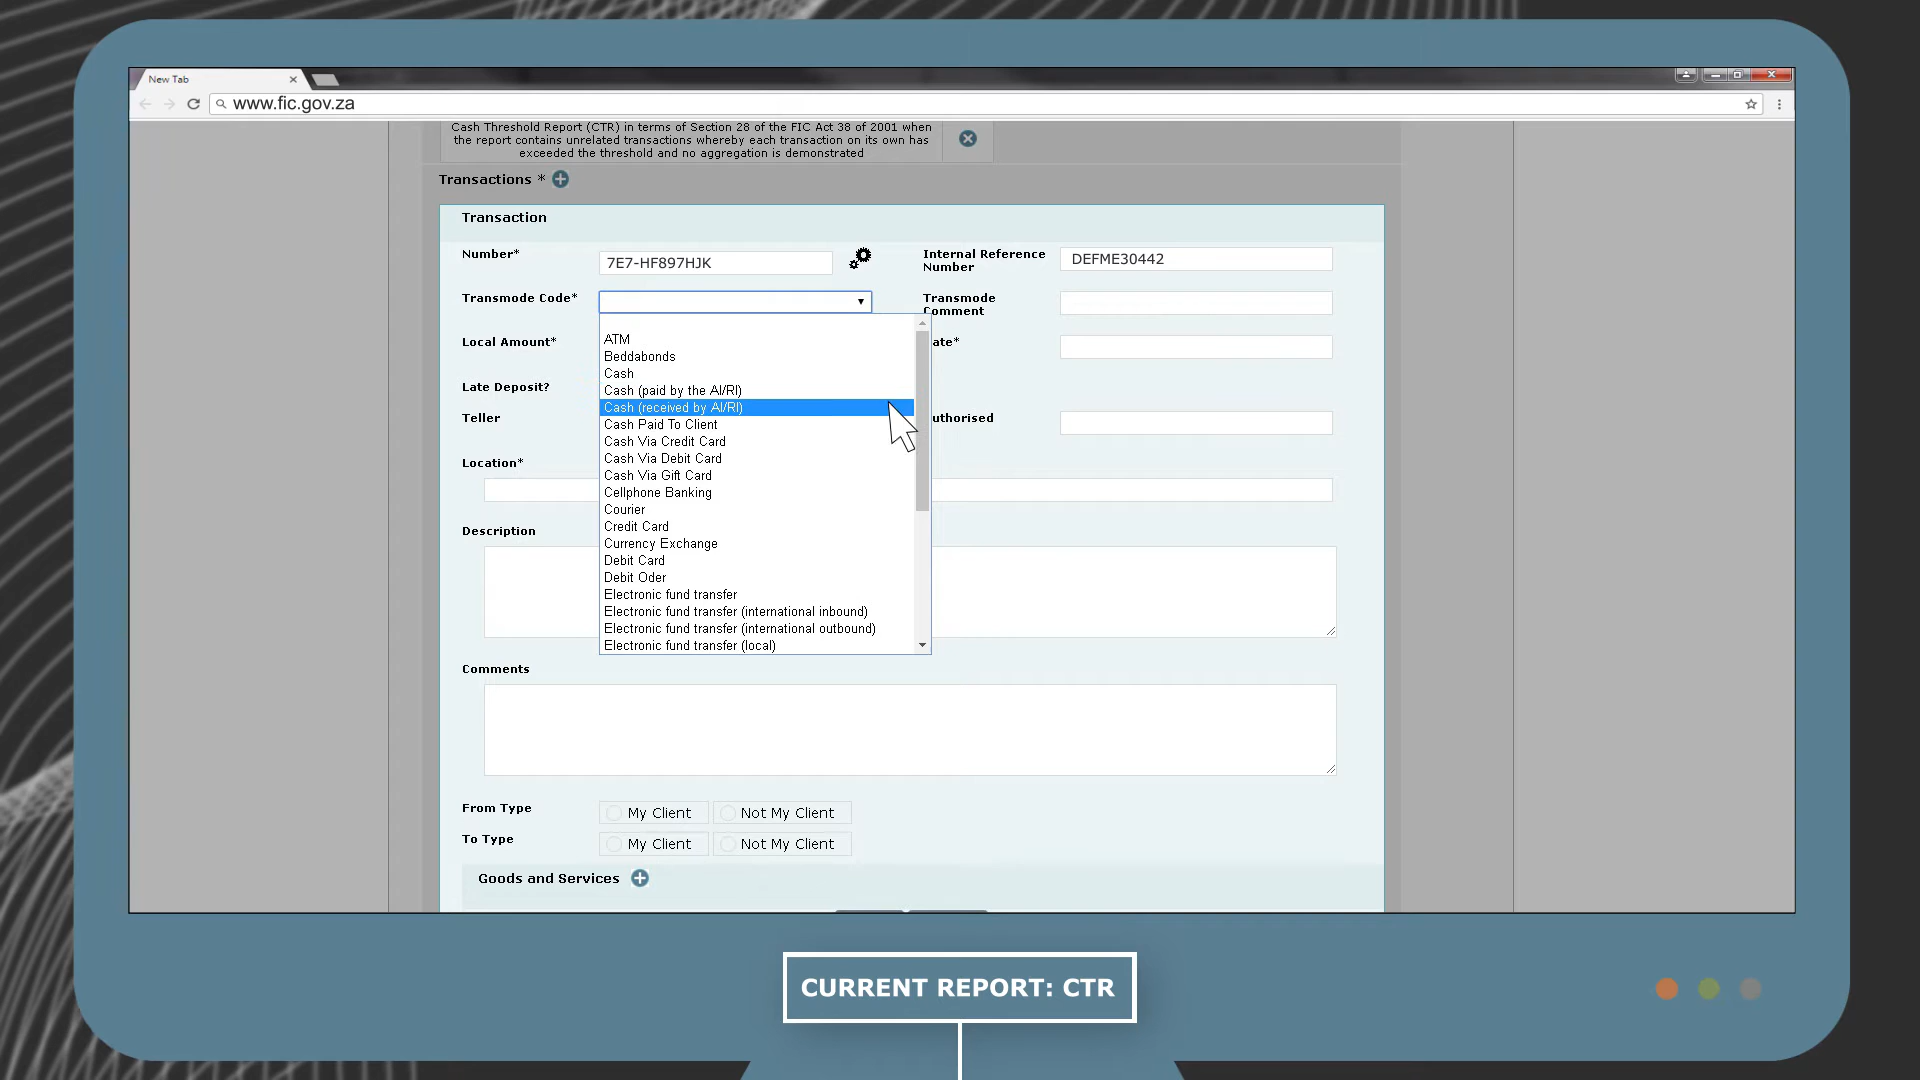 New Tab
www.fic.gov.za
Cash Threshold Report (CTR) in terms of Section 28 of the FIC Act 38 of 2001 when
the report contains unrelated transactions whereby each transaction on its own has
exceeded the threshold and no aggregation is demonstrated
Transactions *
Transaction
Number*
7E7-HF897HJK
Internal Reference
Number
DEFME30442
Transmode Code*
Transmode
Comment
Local Amount*
ate*
Late Deposit?
Teller
uthorised
Location*
Description
Comments
ATM
Beddabonds
Cash
Cash (paid by the AI/RI)
Cash (received by AI/RI)
Cash Paid To Client
Cash Via Credit Card
Cash Via Debit Card
Cash Via Gift Card
Cellphone Banking
Courier
Credit Card
Currency Exchange
Debit Card
Debit Oder
Electronic fund transfer
Electronic fund transfer (international inbound)
Electronic fund transfer (international outbound)
Electronic fund transfer (local)
From Type
My Client
Not My Client
To Type
My Client
Not My Client
Goods and Services
CURRENT REPORT: CTR